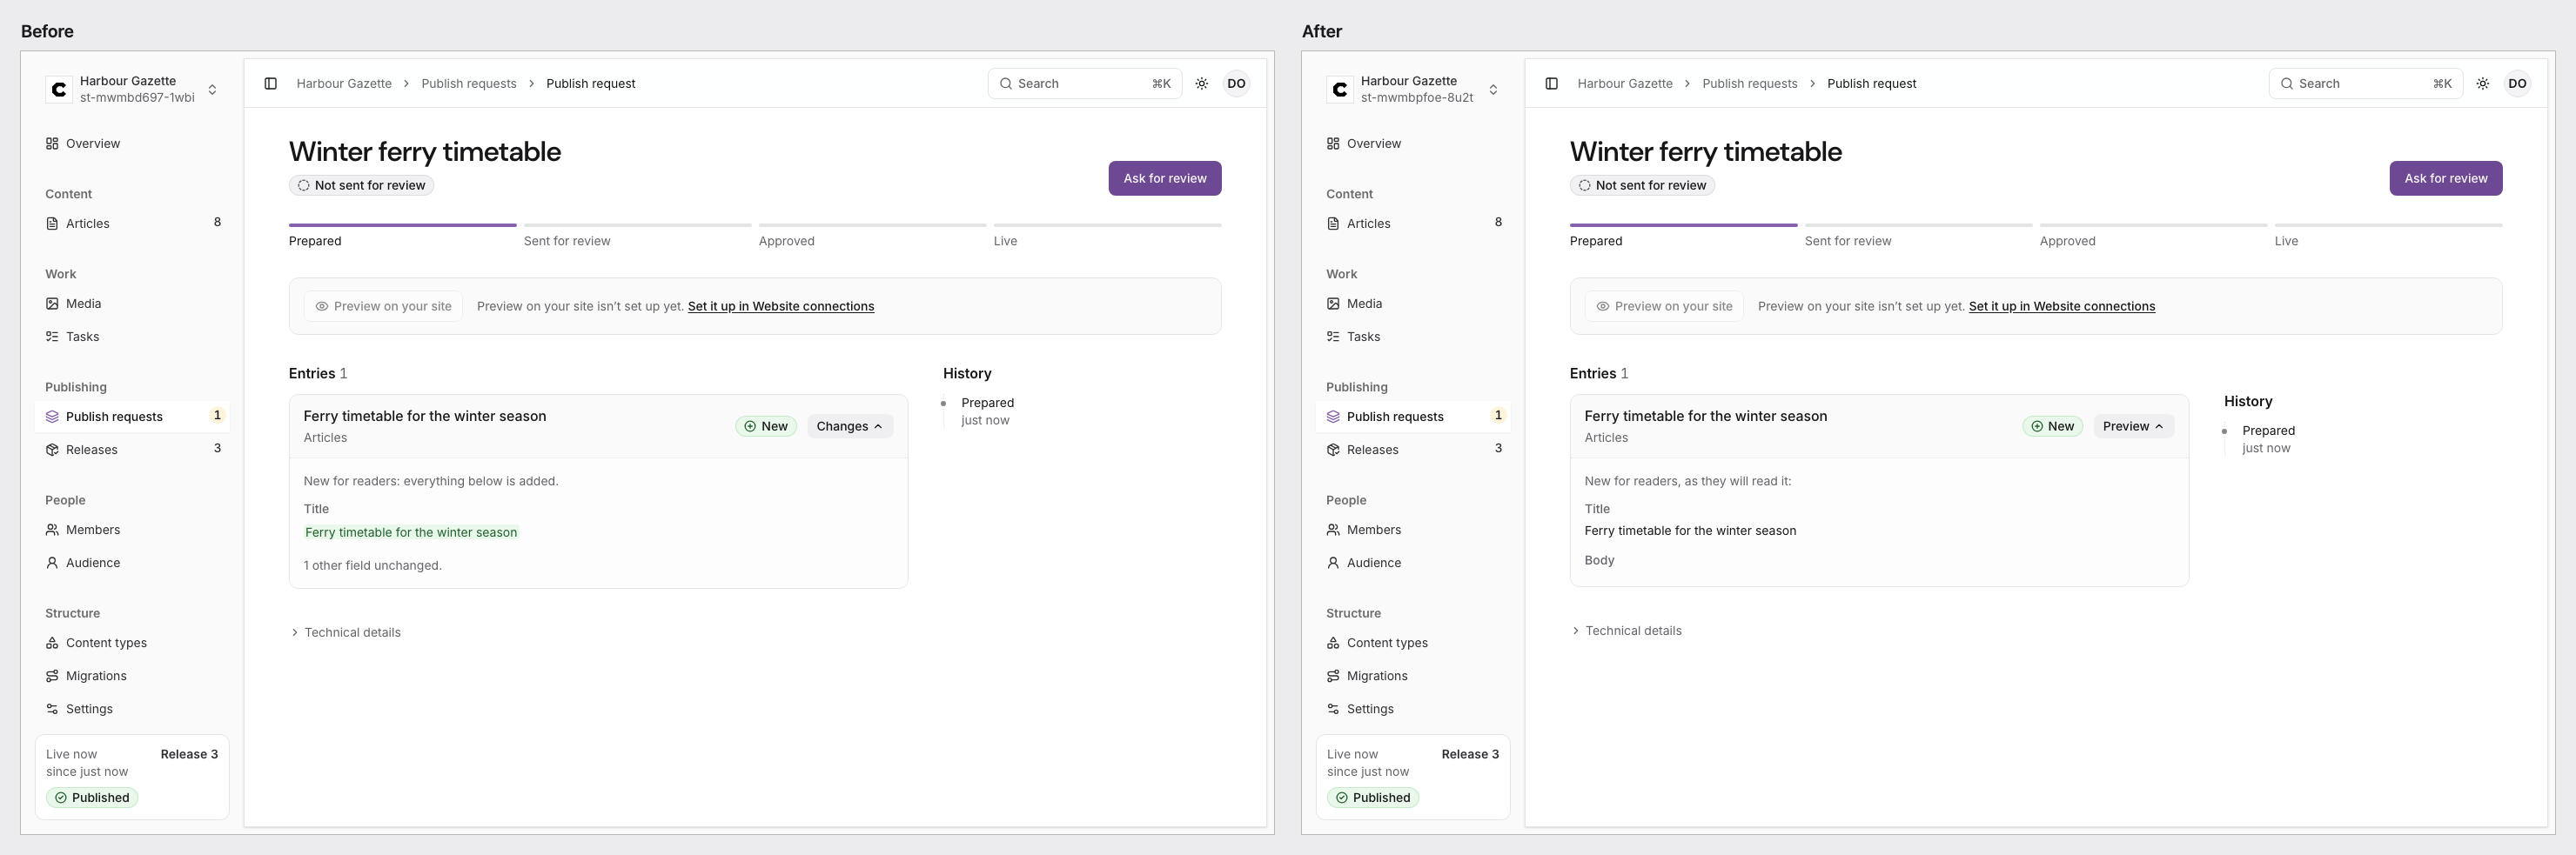 Before
Harbour Gazette
st-mwmbd697-1wbi
Overview
Content
Articles 8
Work
Media
Tasks
Publishing
Publish requests 1
Releases 3
People
Members
Audience
Structure
Content types
Migrations
Settings
Live now Release 3
since just now
Published
Harbour Gazette > Publish requests > Publish request
Search ⌘K
DO
Winter ferry timetable
Not sent for review
Ask for review
Prepared Sent for review Approved Live
Preview on your site Preview on your site isn’t set up yet. Set it up in Website connections
Entries 1
Ferry timetable for the winter season
Articles
New Changes
New for readers: everything below is added.
Title
Ferry timetable for the winter season
1 other field unchanged.
Technical details
History
Prepared
just now
After
Harbour Gazette
st-mwmbpfoe-8u2t
Overview
Content
Articles 8
Work
Media
Tasks
Publishing
Publish requests 1
Releases 3
People
Members
Audience
Structure
Content types
Migrations
Settings
Live now Release 3
since just now
Published
Harbour Gazette > Publish requests > Publish request
Search ⌘K
DO
Winter ferry timetable
Not sent for review
Ask for review
Prepared Sent for review Approved Live
Preview on your site Preview on your site isn’t set up yet. Set it up in Website connections
Entries 1
Ferry timetable for the winter season
Articles
New Preview
New for readers, as they will read it:
Title
Ferry timetable for the winter season
Body
Technical details
History
Prepared
just now